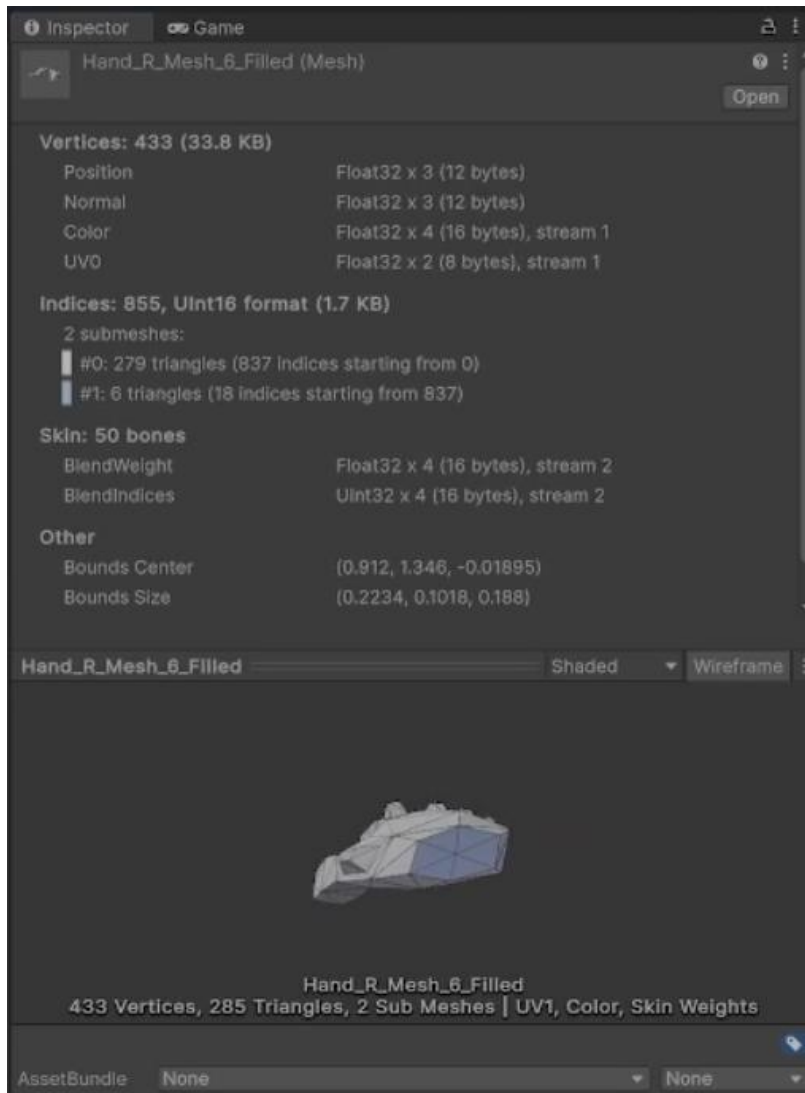 Inspector Game
Hand_R_Mesh_6_Filled (Mesh)
Open
Vertices: 433 (33.8 KB)
Position Float32 x 3 (12 bytes)
Normal Float32 x 3 (12 bytes)
Color Float32 x 4 (16 bytes), stream 1
UV0 Float32 x 2 (8 bytes), stream 1
Indices: 855, UInt16 format (1.7 KB)
2 submeshes:
#0: 279 triangles (837 indices starting from 0)
#1: 6 triangles (18 indices starting from 837)
Skin: 50 bones
BlendWeight Float32 x 4 (16 bytes), stream 2
BlendIndices UInt32 x 4 (16 bytes), stream 2
Other
Bounds Center (0.912, 1.346, -0.01895)
Bounds Size (0.2234, 0.1018, 0.188)
Hand_R_Mesh_6_Filled Shaded Wireframe
Hand_R_Mesh_6_Filled
433 Vertices, 285 Triangles, 2 Sub Meshes | UV1, Color, Skin Weights
AssetBundle None None